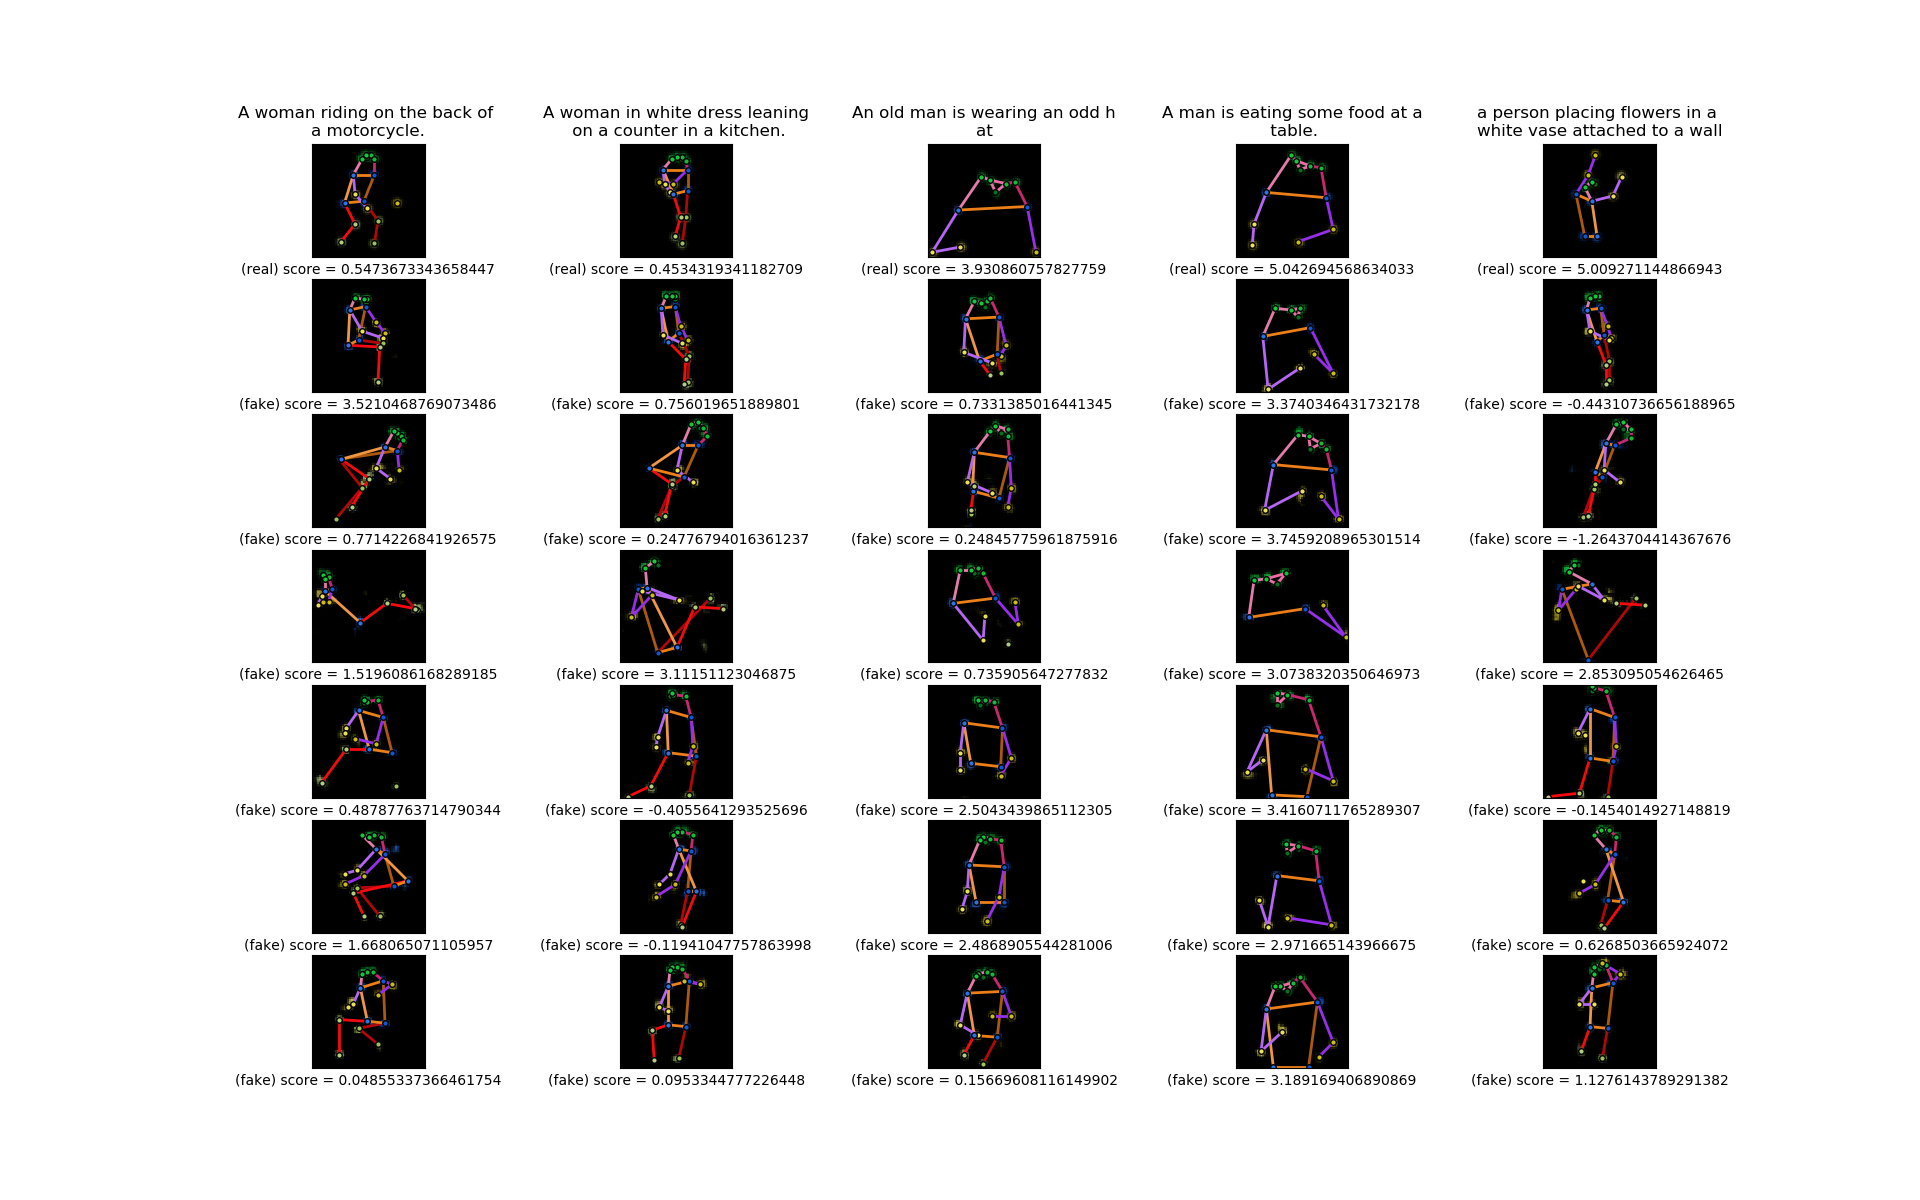 A woman riding on the back of
a motorcycle.
A woman in white dress leaning
on a counter in a kitchen.
An old man is wearing an odd h
at
A man is eating some food at a
table.
a person placing flowers in a
white vase attached to a wall
(real) score = 0.5473673343658447
(real) score = 0.4534319341182709
(real) score = 3.930860757827759
(real) score = 5.042694568634033
(real) score = 5.009271144866943
(fake) score = 3.5210468769073486
(fake) score = 0.756019651889801
(fake) score = 0.7331385016441345
(fake) score = 3.3740346431732178
(fake) score = -0.44310736656188965
(fake) score = 0.7714226841926575
(fake) score = 0.24776794016361237
(fake) score = 0.24845775961875916
(fake) score = 3.7459208965301514
(fake) score = -1.2643704414367676
(fake) score = 1.5196086168289185
(fake) score = 3.11151123046875
(fake) score = 0.735905647277832
(fake) score = 3.0738320350646973
(fake) score = 2.853095054626465
(fake) score = 0.48787763714790344
(fake) score = -0.4055641293525696
(fake) score = 2.5043439865112305
(fake) score = 3.4160711765289307
(fake) score = -0.1454014927148819
(fake) score = 1.668065071105957
(fake) score = -0.11941047757863998
(fake) score = 2.4868905544281006
(fake) score = 2.971665143966675
(fake) score = 0.6268503665924072
(fake) score = 0.04855337366461754
(fake) score = 0.0953344777226448
(fake) score = 0.15669608116149902
(fake) score = 3.189169406890869
(fake) score = 1.1276143789291382